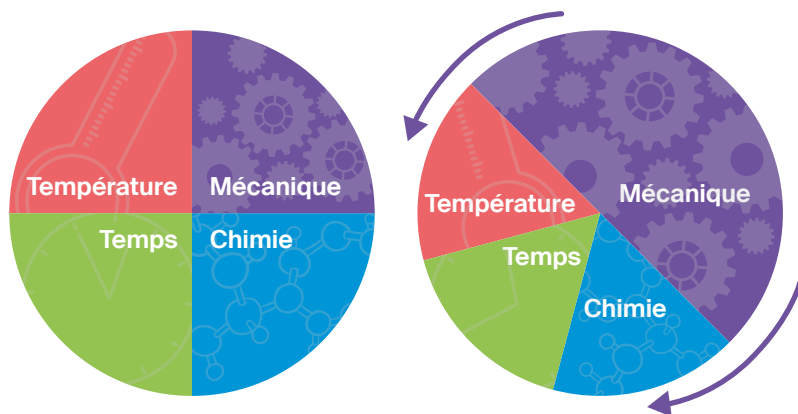 Température
Mécanique
Temps
Chimie
Mécanique
Température
Temps
Chimie